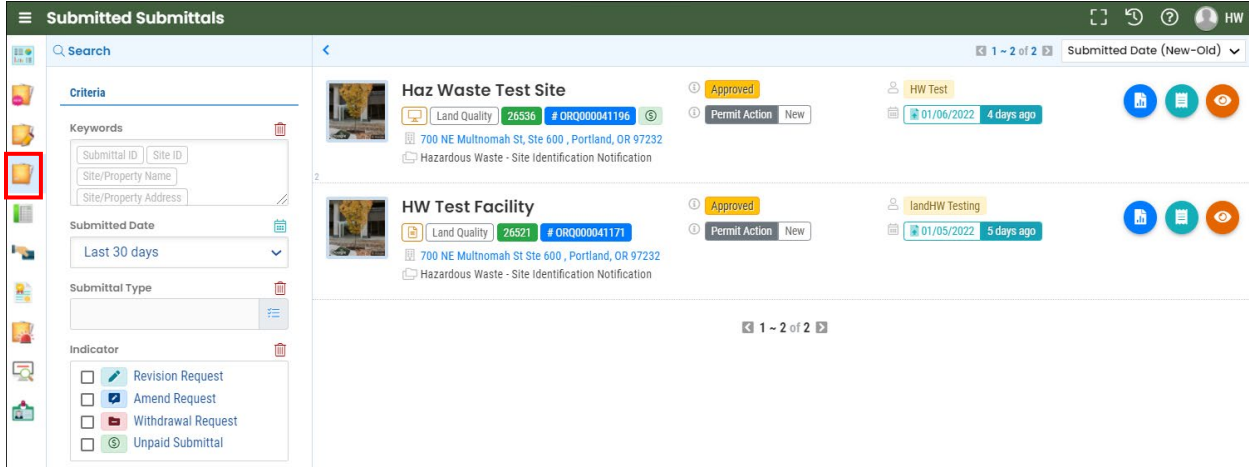 Submitted Submittals
HW
Search
1 ~ 2 of 2
Submitted Date (New-Old)
Criteria
Keywords
Submittal ID Site ID
Site/Property Name
Site/Property Address
Submitted Date
Last 30 days
Submittal Type
Indicator
Revision Request
Amend Request
Withdrawal Request
Unpaid Submittal
Haz Waste Test Site
Land Quality 26536 # ORQ000041196
700 NE Multnomah St, Ste 600 , Portland, OR 97232
Hazardous Waste - Site Identification Notification
Approved
Permit Action New
HW Test
01/06/2022 4 days ago
2
HW Test Facility
Land Quality 26521 # ORQ000041171
700 NE Multnomah St Ste 600 , Portland, OR 97232
Hazardous Waste - Site Identification Notification
Approved
Permit Action New
landHW Testing
01/05/2022 5 days ago
1 ~ 2 of 2